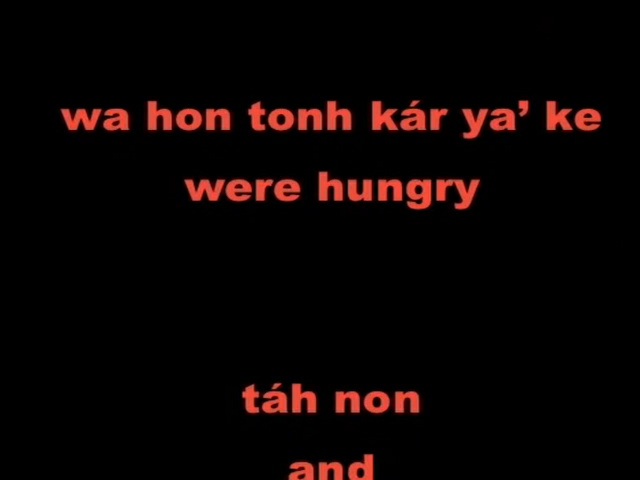 wa hon tonh kár ya’ ke
were hungry
táh non
and